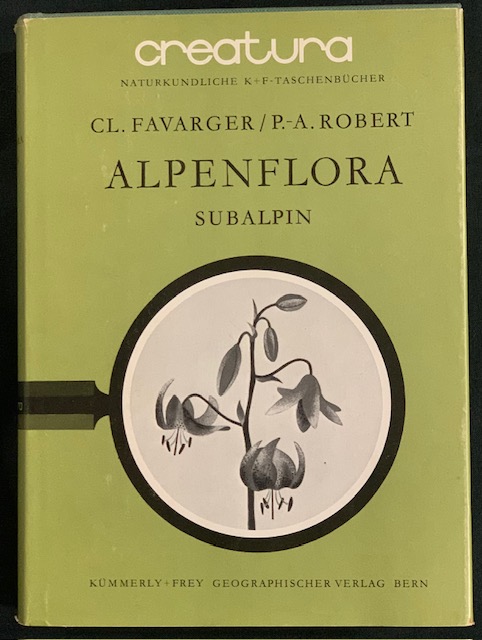 creatura
NATURKUNDLICHE K+F-TASCHENBÜCHER
CL. FAVARGER/P.-A. ROBERT
ALPENFLORA
SUBALPIN
KÜMMERLY+FREY GEOGRAPHISCHER VERLAG BERN